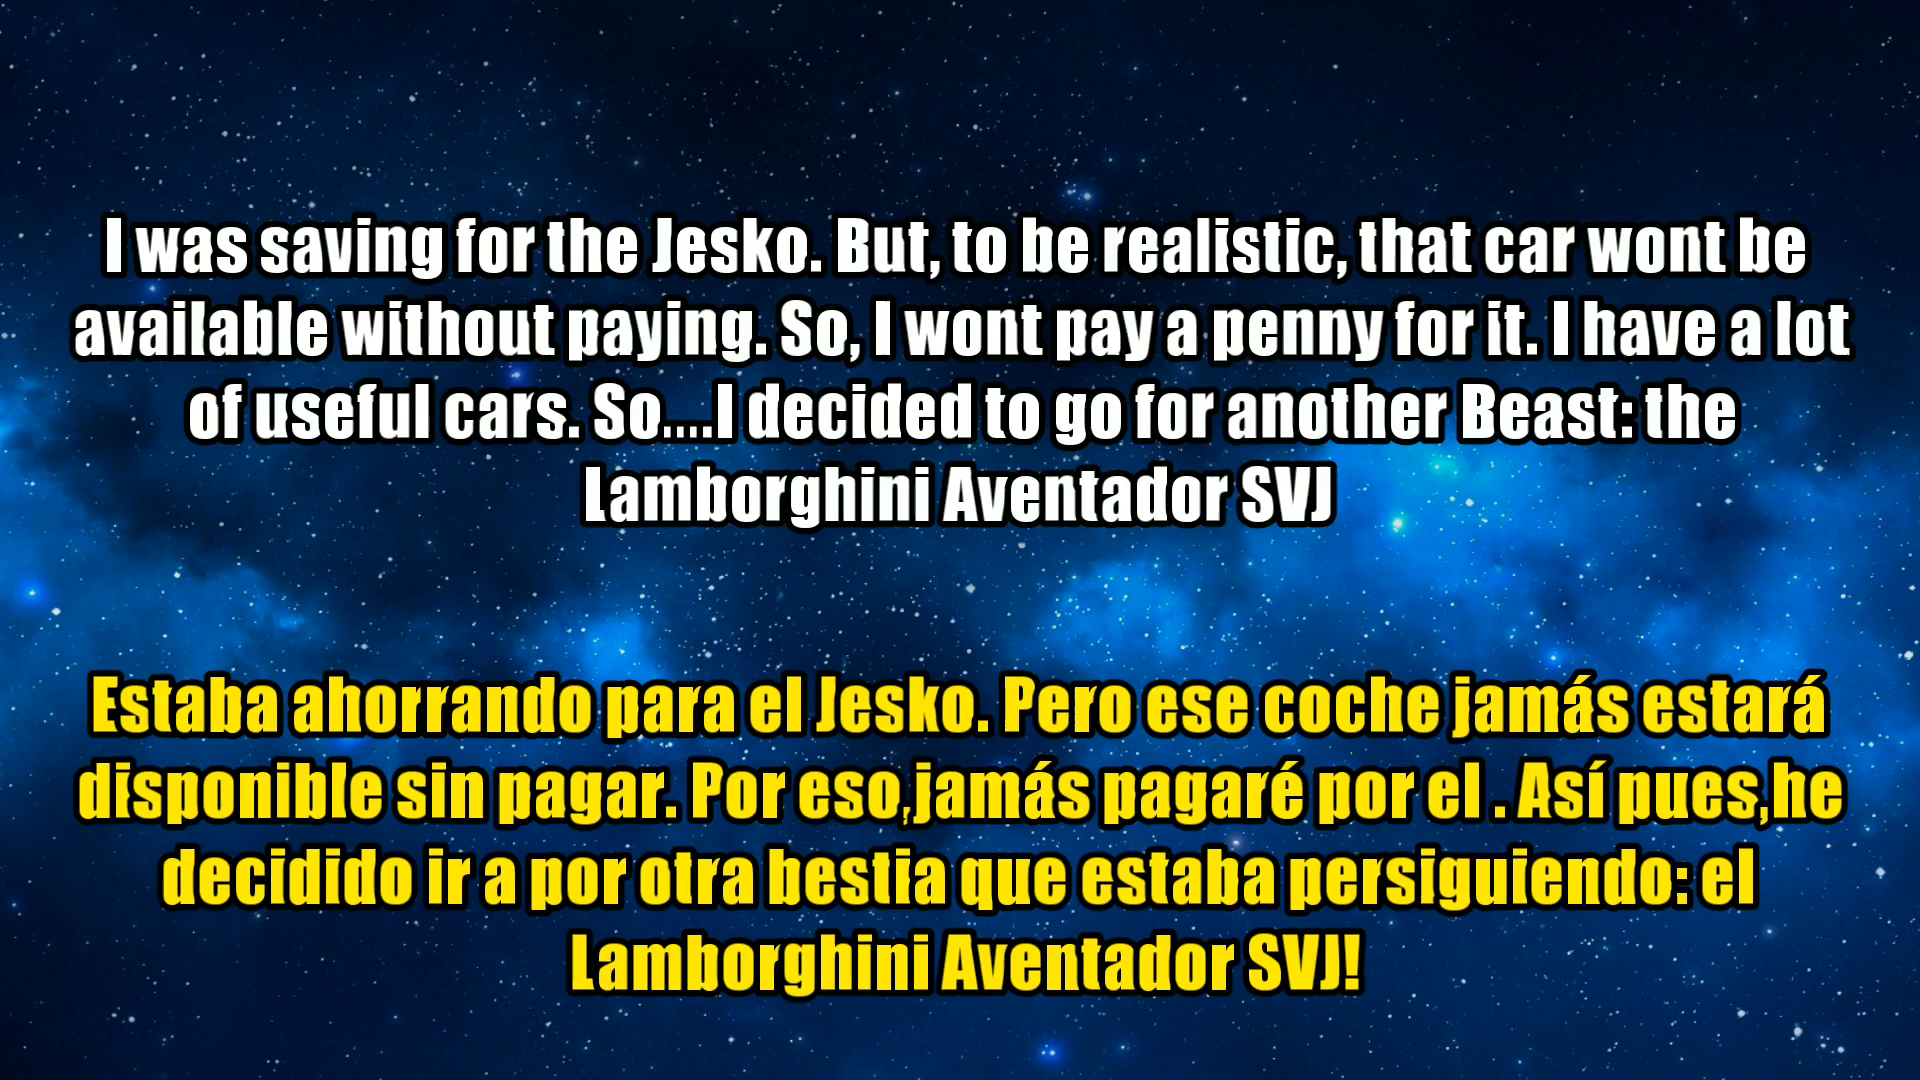 I was saving for the Jesko. But, to be realistic, that car wont be
available without paying. So, I wont pay a penny for it. I have a lot
of useful cars. So....I decided to go for another Beast: the
Lamborghini Aventador SVJ
Estaba ahorrando para el Jesko. Pero ese coche jamás estará
disponible sin pagar. Por eso,jamás pagaré por el . Así pues,he
decidido ir a por otra bestia que estaba persiguiendo: el
Lamborghini Aventador SVJ!